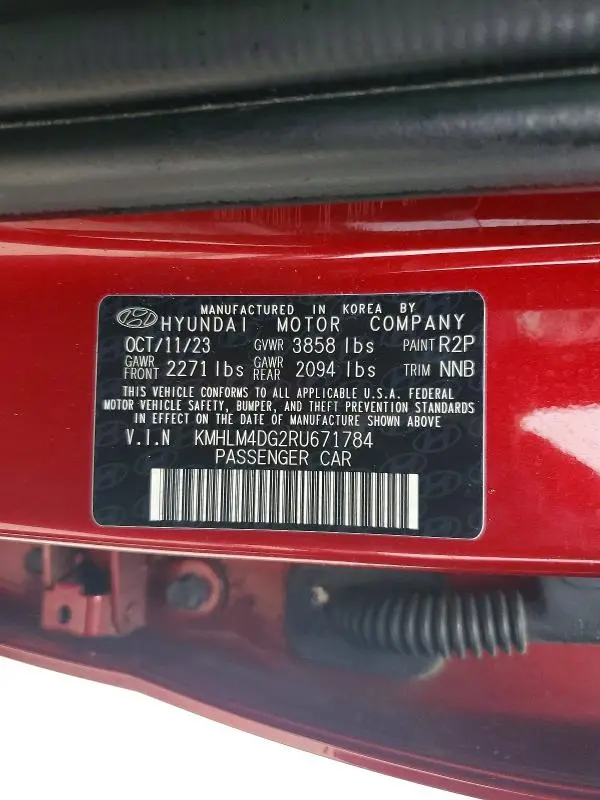 MANUFACTURED IN KOREA BY
HYUNDAI MOTOR COMPANY
OCT/11/23 GVWR 3858 lbs PAINT R2P
GAWR FRONT 2271 lbs GAWR REAR 2094 lbs TRIM NNB
THIS VEHICLE CONFORMS TO APPLICABLE U.S.A. FEDERAL
MOTOR VEHICLE SAFETY, BUMPER, AND THEFT PREVENTION STANDARDS
IN EFFECT ON THE DATE OF MANUFACTURE SHOWN ABOVE
V.I.N KMHLM4DG2RU671784
PASSENGER CAR